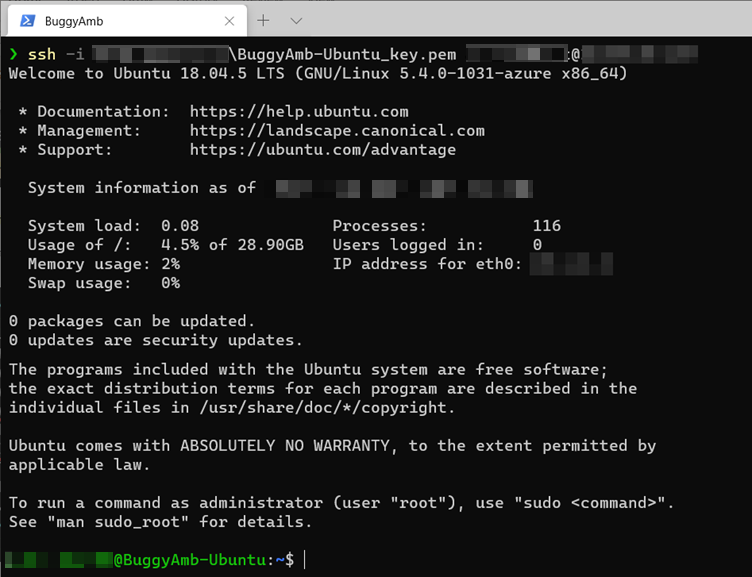 BuggyAmb
❯ ssh -i \BuggyAmb-Ubuntu_key.pem @
Welcome to Ubuntu 18.04.5 LTS (GNU/Linux 5.4.0-1031-azure x86_64)
* Documentation:  https://help.ubuntu.com
* Management:     https://landscape.canonical.com
* Support:        https://ubuntu.com/advantage
System information as of
System load:  0.08              Processes:           116
Usage of /:   4.5% of 28.90GB   Users logged in:     0
Memory usage: 2%                IP address for eth0:
Swap usage:   0%
0 packages can be updated.
0 updates are security updates.
The programs included with the Ubuntu system are free software;
the exact distribution terms for each program are described in the
individual files in /usr/share/doc/*/copyright.
Ubuntu comes with ABSOLUTELY NO WARRANTY, to the extent permitted by
applicable law.
To run a command as administrator (user "root"), use "sudo <command>".
See "man sudo_root" for details.
@BuggyAmb-Ubuntu:~$